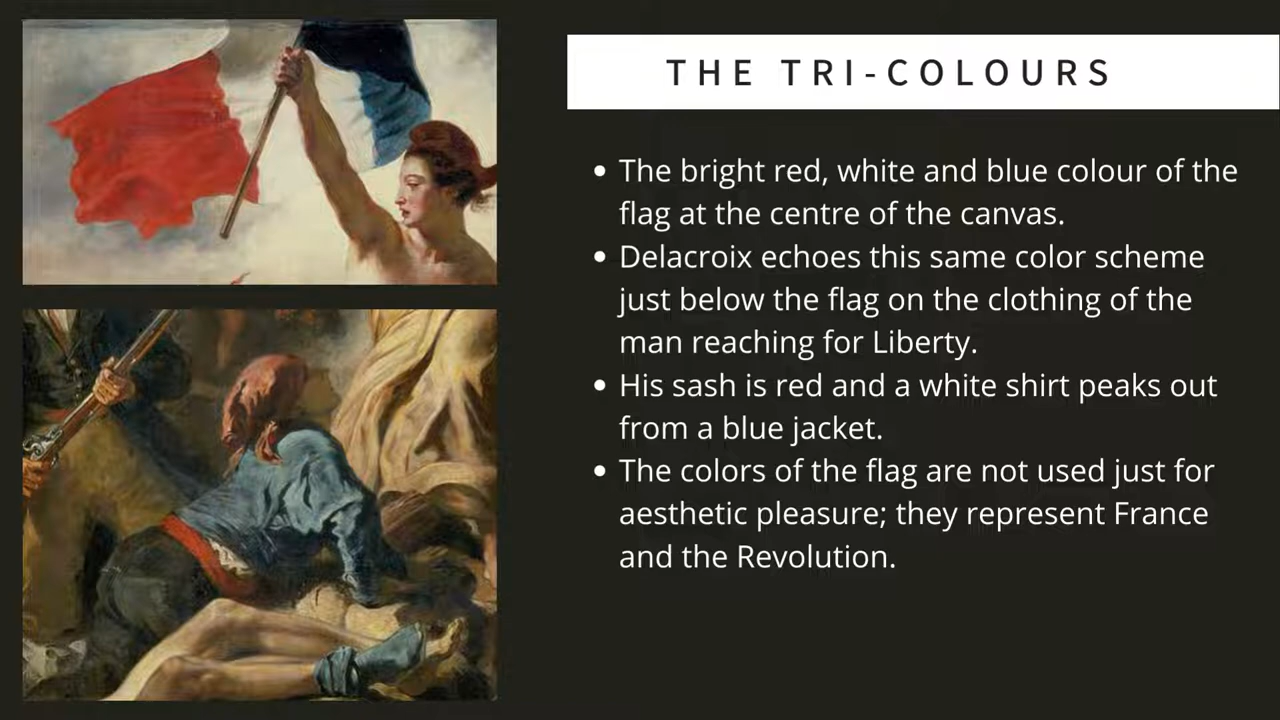 THE TRI-COLOURS
• The bright red, white and blue colour of the
flag at the centre of the canvas.
• Delacroix echoes this same color scheme
just below the flag on the clothing of the
man reaching for Liberty.
• His sash is red and a white shirt peaks out
from a blue jacket.
• The colors of the flag are not used just for
aesthetic pleasure; they represent France
and the Revolution.